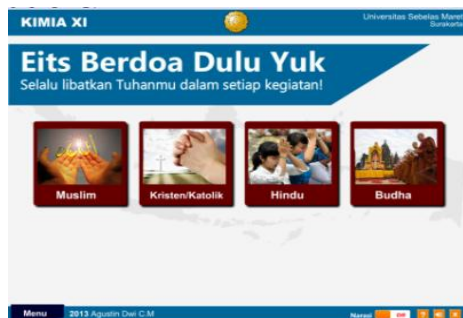 KIMIA XI
Universitas Sebelas Maret
Surakarta
Eits Berdoa Dulu Yuk
Selalu libatkan Tuhanmu dalam setiap kegiatan!
Muslim
Kristen/Katolik
Hindu
Budha
Menu
2013 Agustin Dwi C.M
Narasi
Off
?